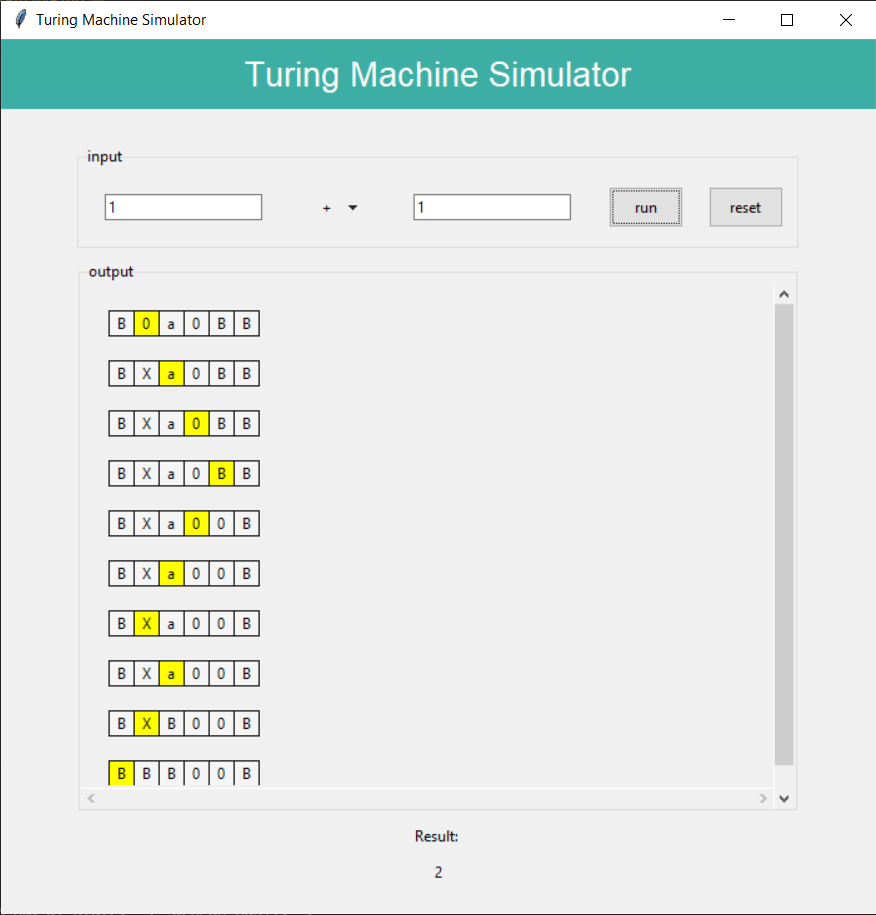 Turing Machine Simulator
Turing Machine Simulator
input
1 + 1 run reset
output
B 0 a 0 B B
B X a 0 B B
B X a 0 B B
B X a 0 B B
B X a 0 0 B
B X a 0 0 B
B X a 0 0 B
B X a 0 0 B
B X B 0 0 B
B B B 0 0 B
Result:
2